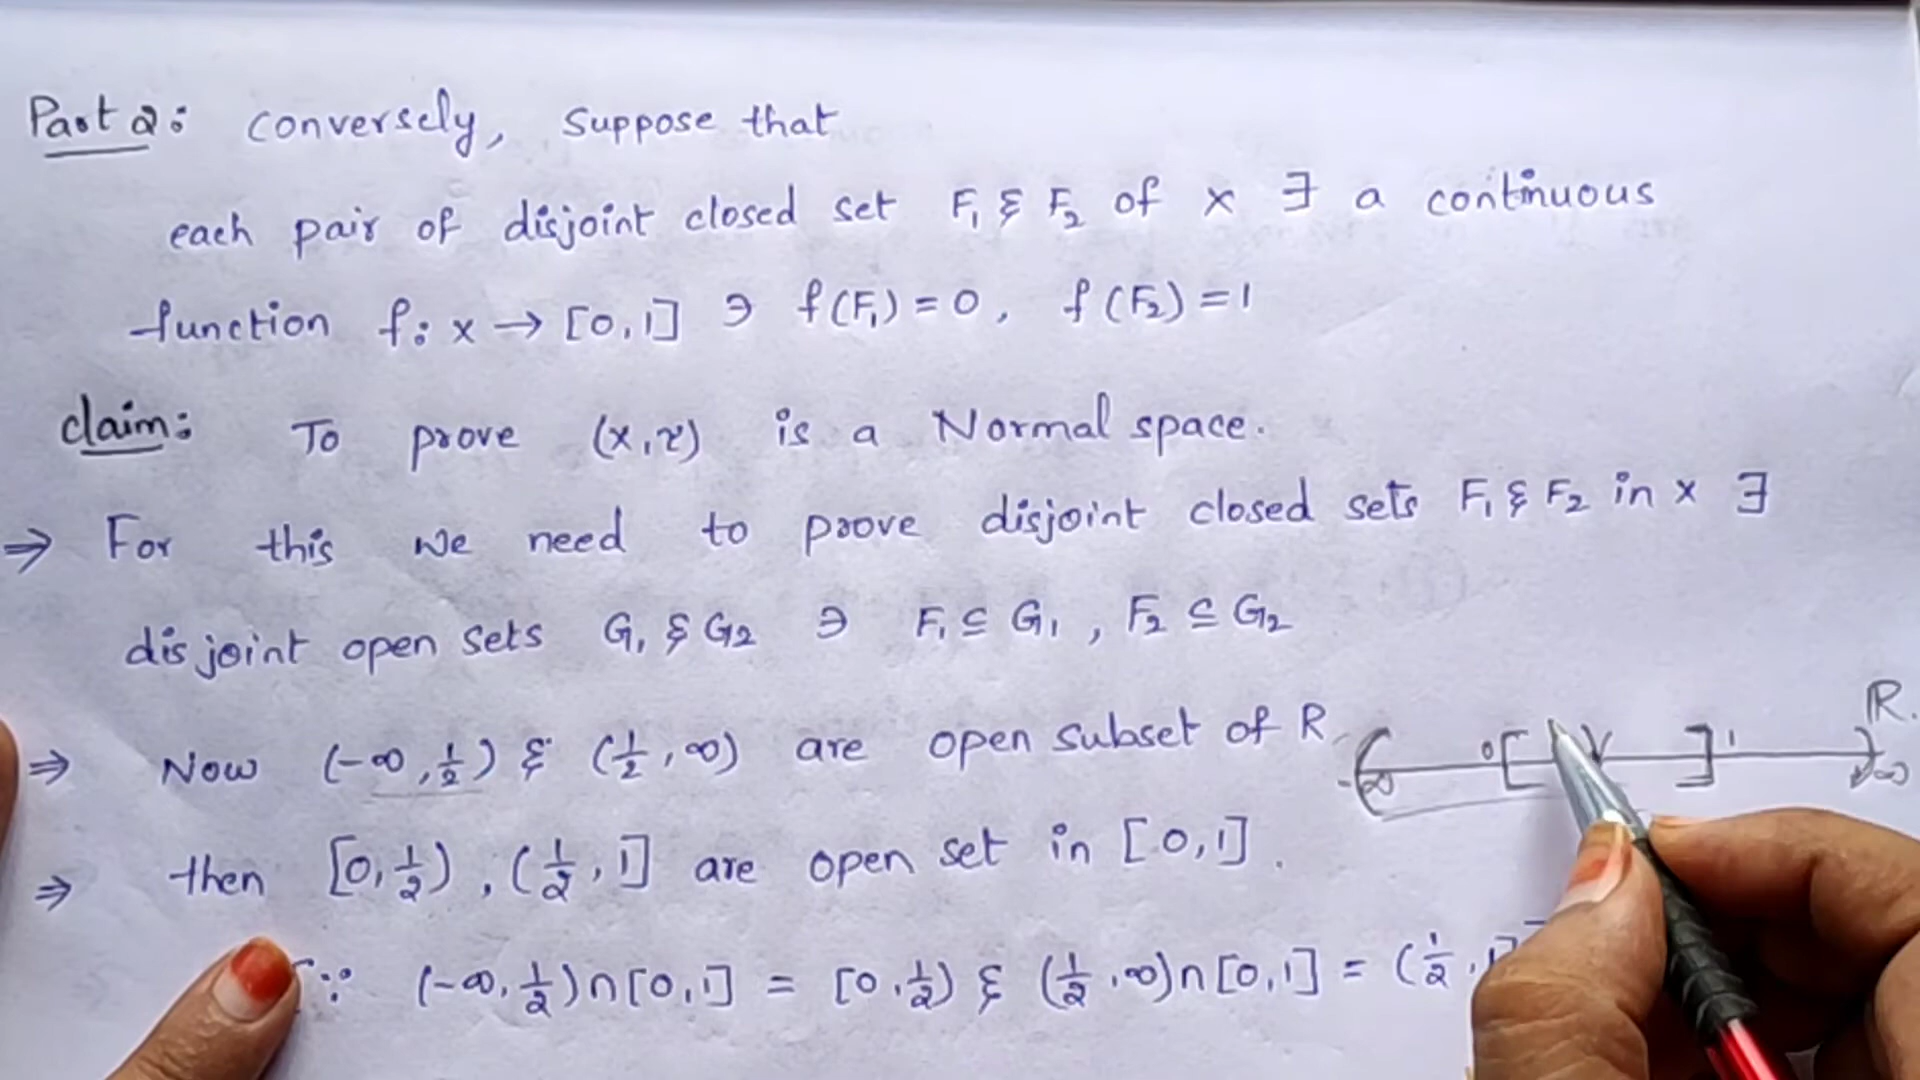 Part 2: conversely, suppose that
each pair of disjoint closed set F₁ & F₂ of x ∃ a continuous
function f: x → [0,1] ∋ f(F₁) = 0, f(F₂) = 1
claim: To prove (x,τ) is a Normal space.
⇒ For this we need to prove disjoint closed sets F₁ & F₂ in x ∃
disjoint open sets G₁ & G₂ ∋ F₁ ⊆ G₁, F₂ ⊆ G₂
⇒ Now (-∞, 1/2) & (1/2, ∞) are open subset of R
R.
-∞ 0 [ ] 1 ∞
⇒ then [0, 1/2), (1/2, 1] are open set in [0,1].
∵ (-∞, 1/2) ∩ [0,1] = [0, 1/2) & (1/2, ∞) ∩ [0,1] = (1/2, 1]